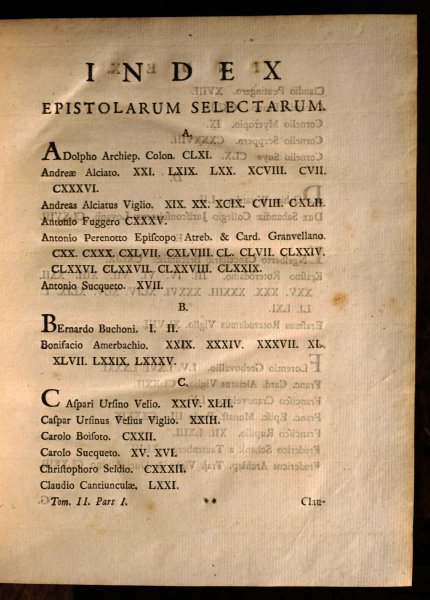 INDEX
EPISTOLARUM SELECTARUM.
A.
ADolpho Archiep. Colon. CLXI.
Andreæ Alciato. XXI. LXIX. LXX. XCVIII. CVII.
CXXXVI.
Andreas Alciatus Viglio. XIX. XX. XCIX. CVIII. CXLII.
Antonio Fuggero CXXXV.
Antonio Perenotto Episcopo Atreb. & Card. Granvellano.
CXX. CXXX. CXLVII. CXLVIII. CL. CLVII. CLXXIV.
CLXXVI. CLXXVII. CLXXVIII. CLXXIX.
Antonio Sucqueto. XVII.
B.
BErnardo Buchoni. I. II.
Bonifacio Amerbachio. XXIX. XXXIV. XXXVII. XL.
XLVII. LXXIX. LXXXV.
C.
CAspari Ursino Velio. XXIV. XLII.
Caspar Ursinus Velius Viglio. XXIII.
Carolo Boisoto. CXXII.
Carolo Sucqueto. XV. XVI.
Christophoro Seldio. CXXXII.
Claudio Cantiunculæ. LXXI.
Tom. II. Part I. ** Clau-